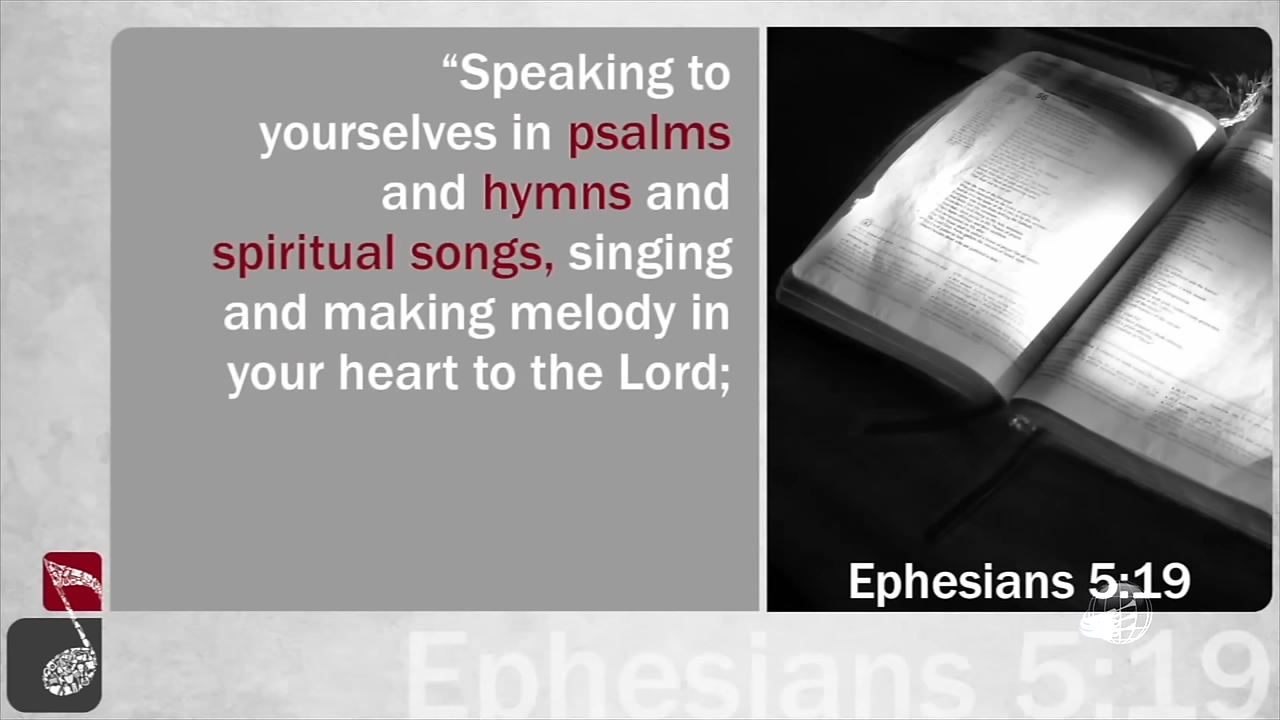 “Speaking to
yourselves in psalms
and hymns and
spiritual songs, singing
and making melody in
your heart to the Lord;
Ephesians 5:19
Ephesians 5:19